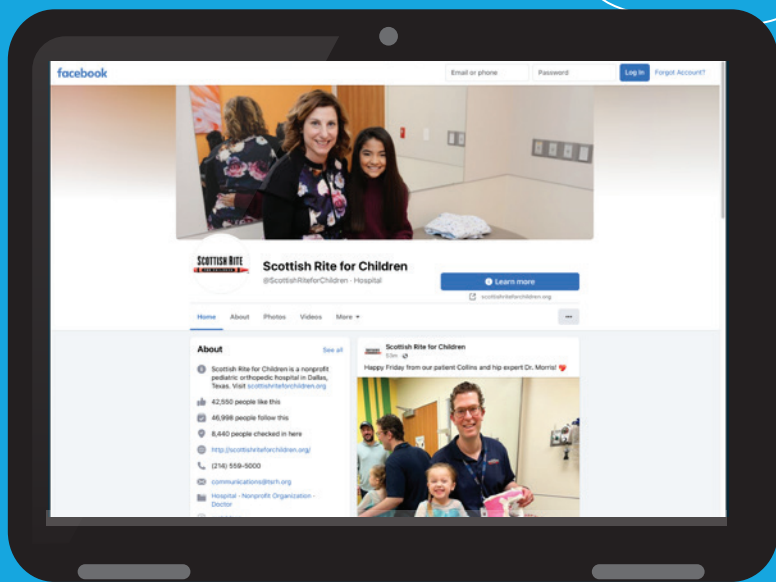 facebook
Email or phone
Password
Log In
Forgot Account?
SCOTTISH RITE
FOR CHILDREN
Scottish Rite for Children
@ScottishRiteforChildren · Hospital
Learn more
scottishriteforchildren.org
Home
About
Photos
Videos
More
About
See all
Scottish Rite for Children is a nonprofit
pediatric orthopedic hospital in Dallas,
Texas. Visit scottishriteforchildren.org
42,550 people like this
46,998 people follow this
8,440 people checked in here
http://scottishriteforchildren.org/
(214) 559-5000
communications@tsrh.org
Hospital · Nonprofit Organization ·
Doctor
Scottish Rite for Children
53m
Happy Friday from our patient Collins and hip expert Dr. Morris!